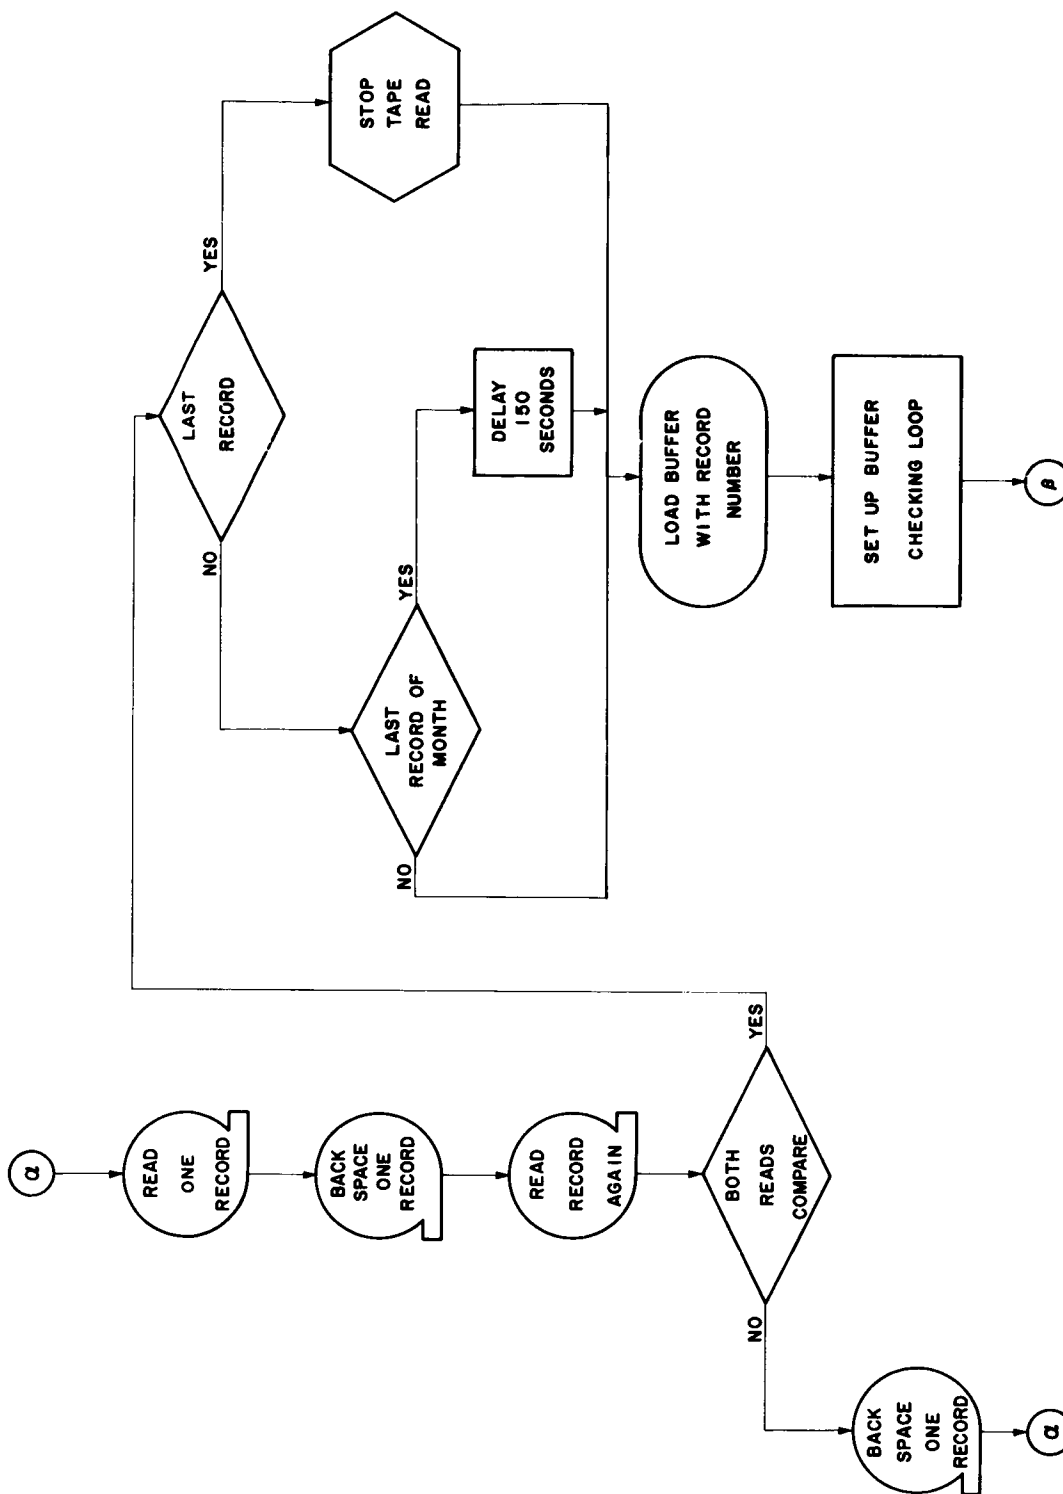 α
READ
ONE
RECORD
BACK
SPACE
ONE
RECORD
READ
RECORD
AGAIN
BOTH
READS
COMPARE
NO
YES
BACK
SPACE
ONE
RECORD
α
LAST
RECORD
NO
YES
STOP
TAPE
READ
LAST
RECORD OF
MONTH
NO
YES
DELAY
150
SECONDS
LOAD BUFFER
WITH RECORD
NUMBER
SET UP BUFFER
CHECKING LOOP
β